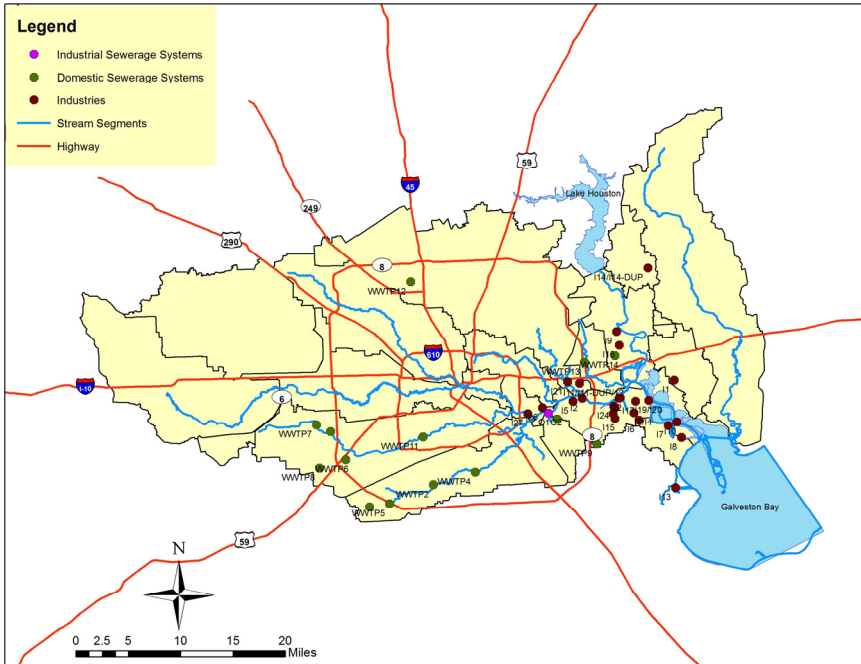 Legend
Industrial Sewerage Systems
Domestic Sewerage Systems
Industries
Stream Segments
Highway
59
45
Lake Houston
249
290
8
I14/I14-DUP
WWTP12
I9
I16
610
WWTP14
WWTP13
I-10
6
I1
I2
I5
I24
I15
I6
I7
I8
WWTP7
WWTP11
8
WWTP9
WWTP6
WWTP8
WWTP4
WWTP2
WWTP5
I13
Galveston Bay
59
N
0 2.5 5 10 15 20
Miles